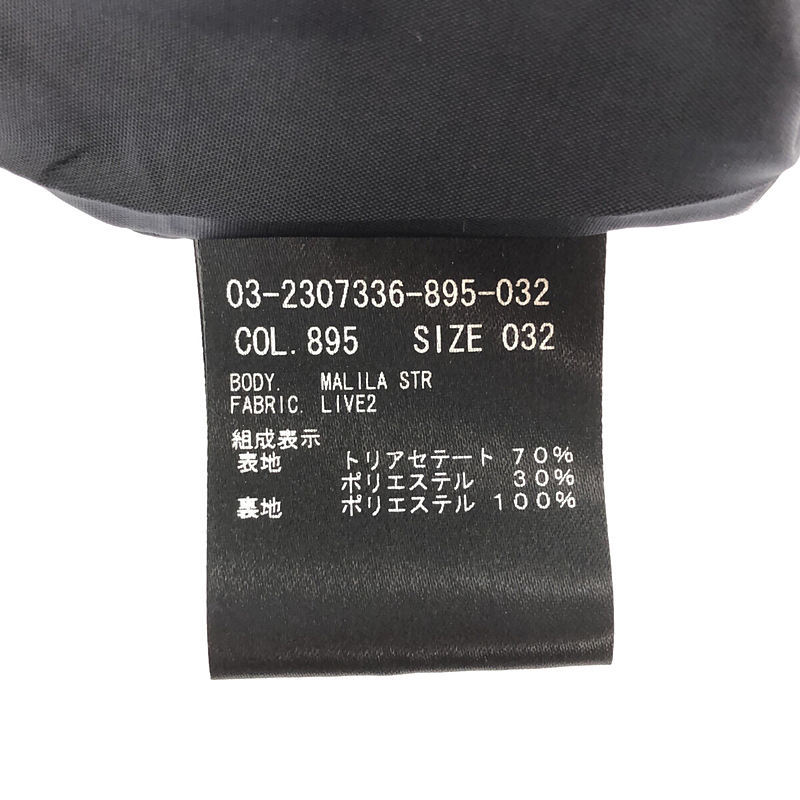 03-2307336-895-032
COL. 895 SIZE 032
BODY. MALILA STR
FABRIC. LIVE2
組成表示
表地 トリアセテート 70%
ポリエステル 30%
裏地 ポリエステル 100%